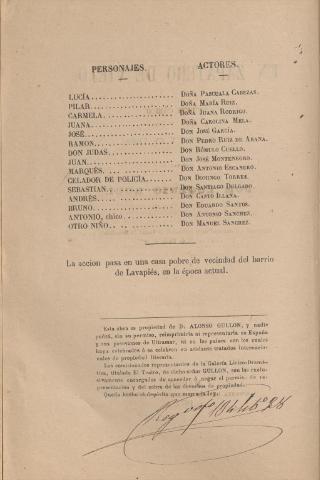 PERSONAJES. ACTORES.
LUCÍA........ DOÑA PASCUALA CABEZAS.
PILAR........ DOÑA MARÍA RUIZ.
CARMELA........ DOÑA JUANA RODRIGO.
JUANA........ DOÑA CAROLINA MELA.
JOSÉ........ DON JOSÉ GARCÍA.
RAMON........ DON PEDRO RUIZ DE ARANA.
DON JUDAS........ DON RÓMULO CUELLO.
JUAN........ DON JOSÉ MONTENEGRO.
MARQUÉS........ DON ANTONIO ESCANERO.
CELADOR DE POLICÍA........ DON DOMINGO TORRES.
SEBASTIAN........ DON SANTIAGO DELGADO.
ANDRÉS........ DON CASTO ILLANA.
BRUNO........ DON EDUARDO SANTOS.
ANTONIO, chico........ DON ANTONIO SANCHEZ.
OTRO NIÑO........ DON MANUEL SANCHEZ.
La accion pasa en una casa pobre de vecindad del barrio
de Lavapiés, en la época actual.
Esta obra es propiedad de D. ALONSO GULLON, y nadie
podrá, sin su permiso, reimprimirla ni representarla en España
y sus posesiones de Ultramar, ni en los países con los cuales
haya celebrados ó se celebren en adelante tratados internacio-
nales de propiedad literaria.
Los comisionados representantes de la Galería Lírico-Dramá-
tica, titulada El Teatro, de dicho señor GULLON, son los exclu-
sivamente encargados de conceder ó negar el permiso de re-
presentacion y del cobro de los derechos de propiedad.
Queda hecho el depósito que marca la ley.